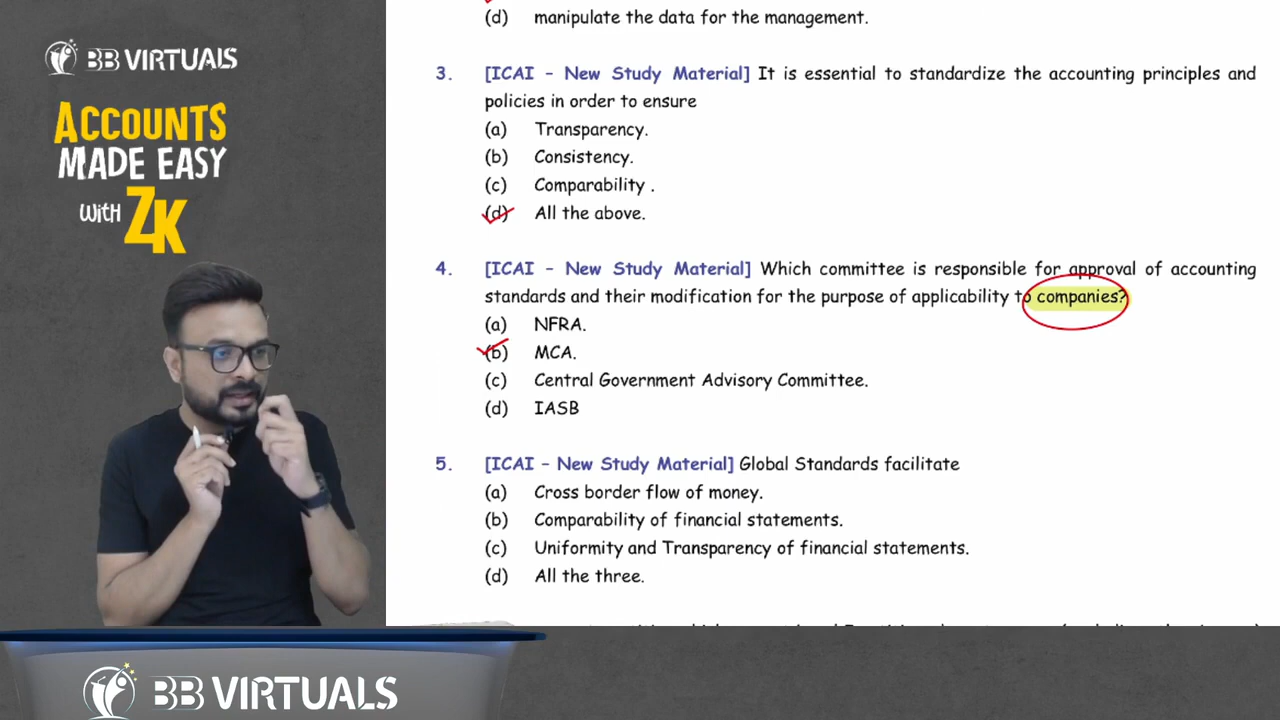 BB VIRTUALS
ACCOUNTS
MADE EASY
WITH ZK
(d) manipulate the data for the management.
3. [ICAI – New Study Material] It is essential to standardize the accounting principles and
policies in order to ensure
(a) Transparency.
(b) Consistency.
(c) Comparability .
(d) All the above.
4. [ICAI – New Study Material] Which committee is responsible for approval of accounting
standards and their modification for the purpose of applicability to companies?
(a) NFRA.
(b) MCA.
(c) Central Government Advisory Committee.
(d) IASB
5. [ICAI – New Study Material] Global Standards facilitate
(a) Cross border flow of money.
(b) Comparability of financial statements.
(c) Uniformity and Transparency of financial statements.
(d) All the three.
BB VIRTUALS